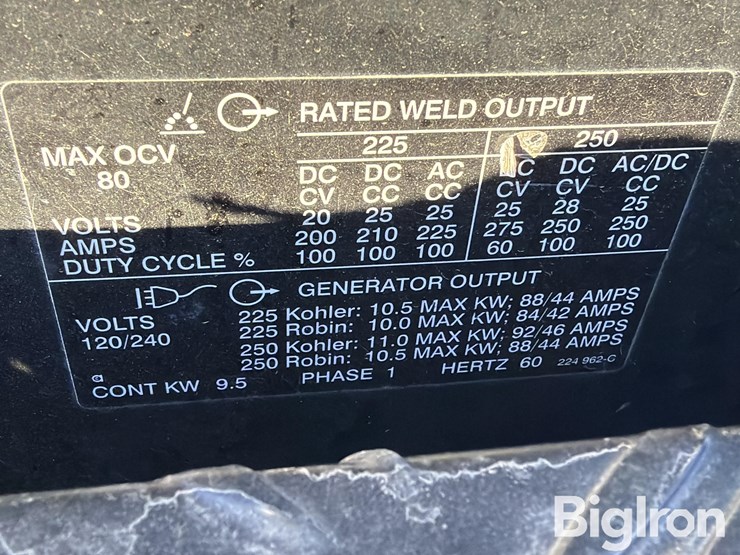 RATED WELD OUTPUT
MAX OCV 225 250
80 DC DC AC DC AC/DC
CV CC CC CV CV CC
VOLTS 20 25 25 25 28 25
AMPS 200 210 225 275 250 250
DUTY CYCLE % 100 100 100 60 100 100
GENERATOR OUTPUT
VOLTS 225 Kohler: 10.5 MAX KW; 88/44 AMPS
120/240 225 Robin: 10.0 MAX KW; 84/42 AMPS
250 Kohler: 11.0 MAX KW; 92/46 AMPS
250 Robin: 10.5 MAX KW; 88/44 AMPS
CONT KW 9.5 PHASE 1 HERTZ 60 224 962-C
BigIron